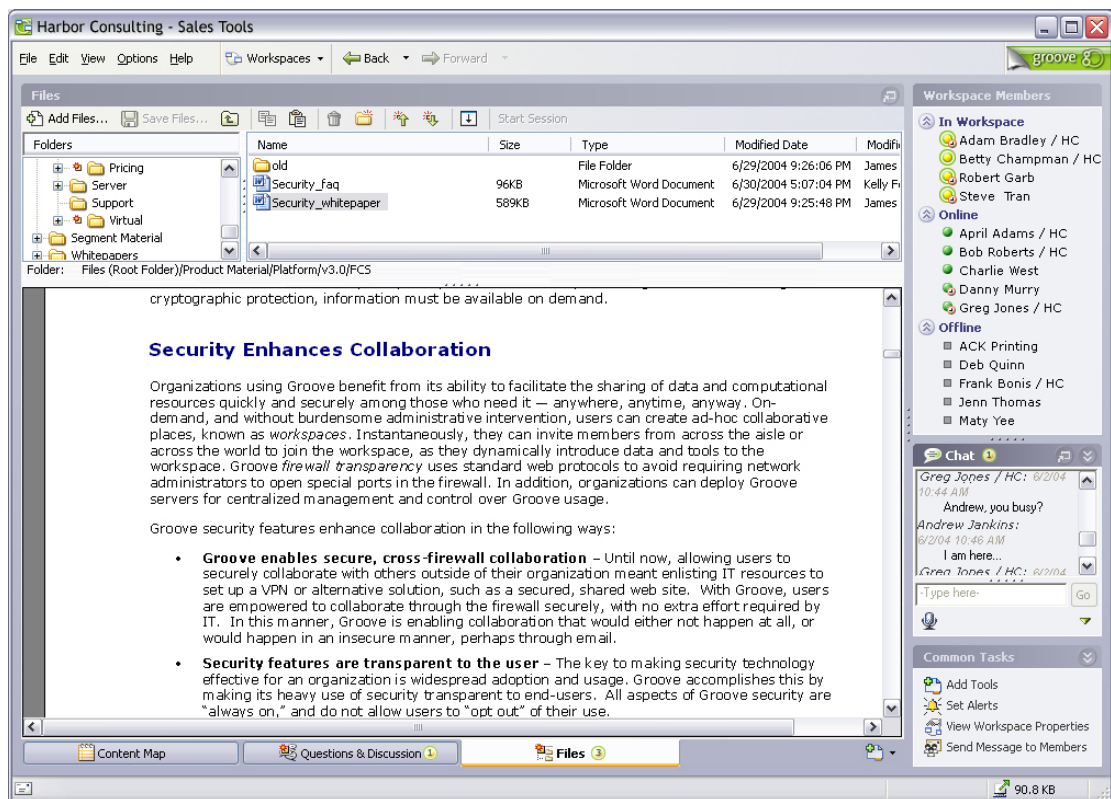 Harbor Consulting - Sales Tools
File Edit View Options Help Workspaces Back Forward groove
Files
Add Files... Save Files... Start Session
Folders
Pricing
Server
Support
Virtual
Segment Material
Whitepapers
Name Size Type Modified Date Modifi
old File Folder 6/29/2004 9:26:06 PM James
Security_faq 96KB Microsoft Word Document 6/30/2004 5:07:04 PM Kelly Fi
Security_whitepaper 589KB Microsoft Word Document 6/29/2004 9:25:48 PM James
Folder: Files (Root Folder)/Product Material/Platform/v3.0/FCS
cryptographic protection, information must be available on demand.
Security Enhances Collaboration
Organizations using Groove benefit from its ability to facilitate the sharing of data and computational
resources quickly and securely among those who need it — anywhere, anytime, anyway. On-
demand, and without burdensome administrative intervention, users can create ad-hoc collaborative
places, known as workspaces. Instantaneously, they can invite members from across the aisle or
across the world to join the workspace, as they dynamically introduce data and tools to the
workspace. Groove firewall transparency uses standard web protocols to avoid requiring network
administrators to open special ports in the firewall. In addition, organizations can deploy Groove
servers for centralized management and control over Groove usage.
Groove security features enhance collaboration in the following ways:
• Groove enables secure, cross-firewall collaboration – Until now, allowing users to
securely collaborate with others outside of their organization meant enlisting IT resources to
set up a VPN or alternative solution, such as a secured, shared web site. With Groove, users
are empowered to collaborate through the firewall securely, with no extra effort required by
IT. In this manner, Groove is enabling collaboration that would either not happen at all, or
would happen in an insecure manner, perhaps through email.
• Security features are transparent to the user – The key to making security technology
effective for an organization is widespread adoption and usage. Groove accomplishes this by
making its heavy use of security transparent to end-users. All aspects of Groove security are
“always on,” and do not allow users to “opt out” of their use.
Content Map
Questions & Discussion 1
Files 3
Workspace Members
In Workspace
Adam Bradley / HC
Betty Champman / HC
Robert Garb
Steve Tran
Online
April Adams / HC
Bob Roberts / HC
Charlie West
Danny Murry
Greg Jones / HC
Offline
ACK Printing
Deb Quinn
Frank Bonis / HC
Jenn Thomas
Maty Yee
Chat 1
Greg Jones / HC: 6/2/04
10:44 AM
Andrew, you busy?
Andrew Jankins:
6/2/04 10:46 AM
I am here...
Greg Jones / HC: 6/2/04
-Type here-
Go
Common Tasks
Add Tools
Set Alerts
View Workspace Properties
Send Message to Members
90.8 KB